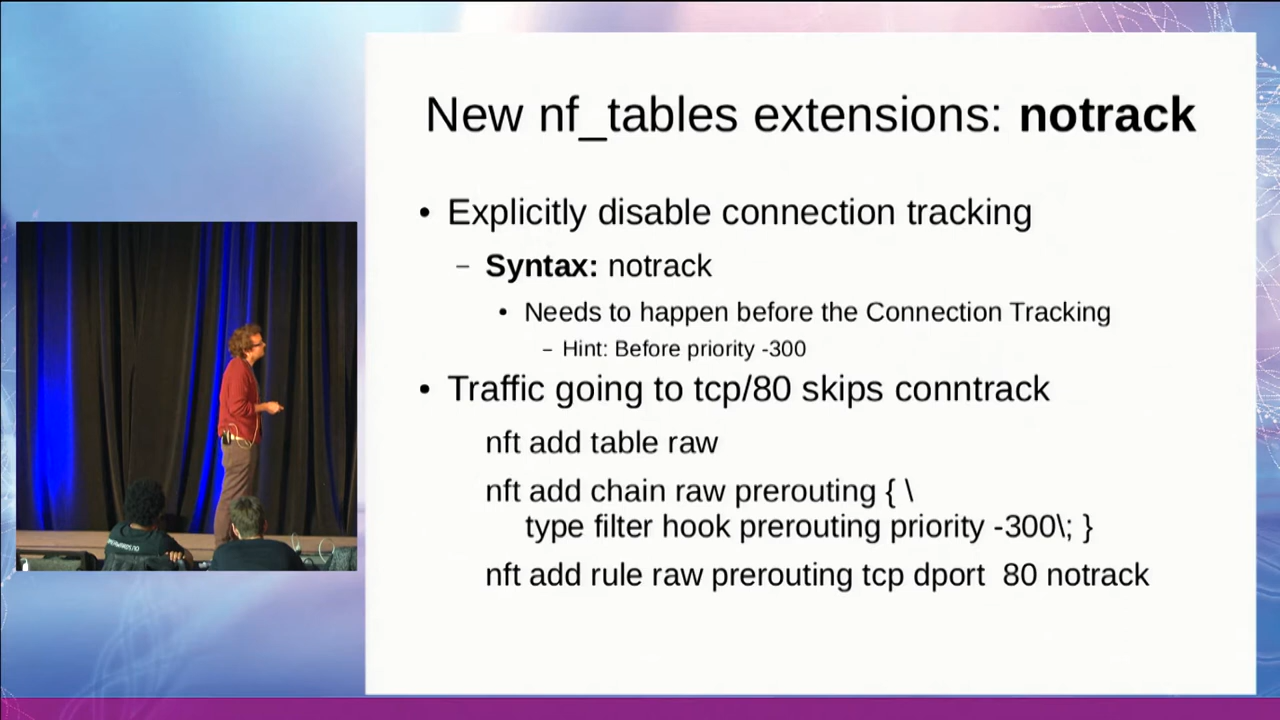 New nf_tables extensions: notrack
• Explicitly disable connection tracking
– Syntax: notrack
• Needs to happen before the Connection Tracking
– Hint: Before priority -300
• Traffic going to tcp/80 skips conntrack
nft add table raw
nft add chain raw prerouting { \
type filter hook prerouting priority -300\; }
nft add rule raw prerouting tcp dport  80 notrack